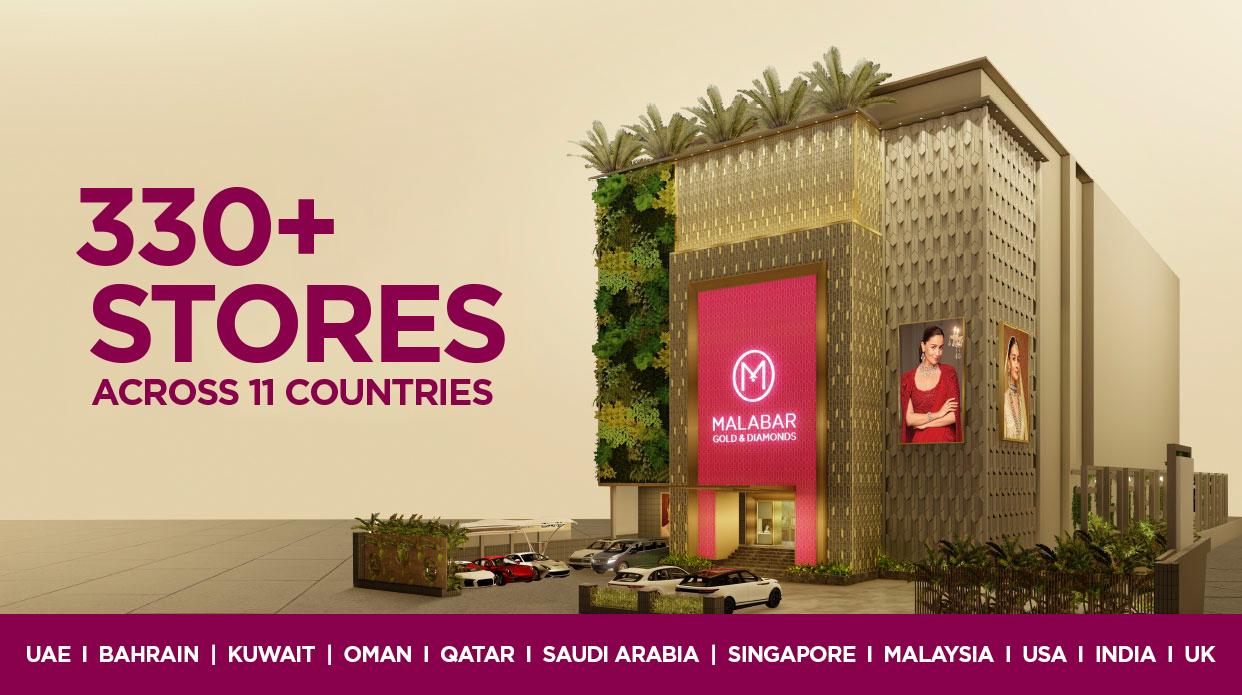 330+
STORES
ACROSS 11 COUNTRIES
M
MALABAR
GOLD & DIAMONDS
UAE I BAHRAIN | KUWAIT | OMAN I QATAR I SAUDI ARABIA | SINGAPORE I MALAYSIA I USA I INDIA I UK